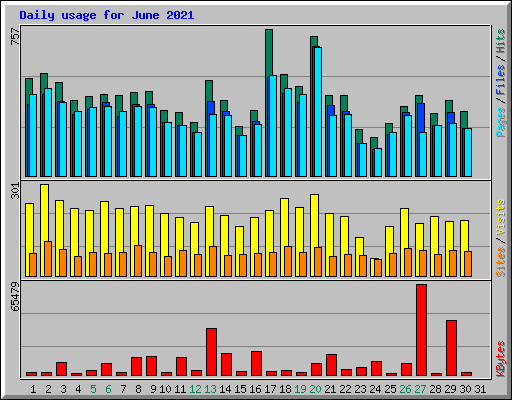 Daily usage for June 2021
757
301
65479
Pages / Files / Hits
Sites / Visits
KBytes
1 2 3 4 5 6 7 8 9 10 11 12 13 14 15 16 17 18 19 20 21 22 23 24 25 26 27 28 29 30 31